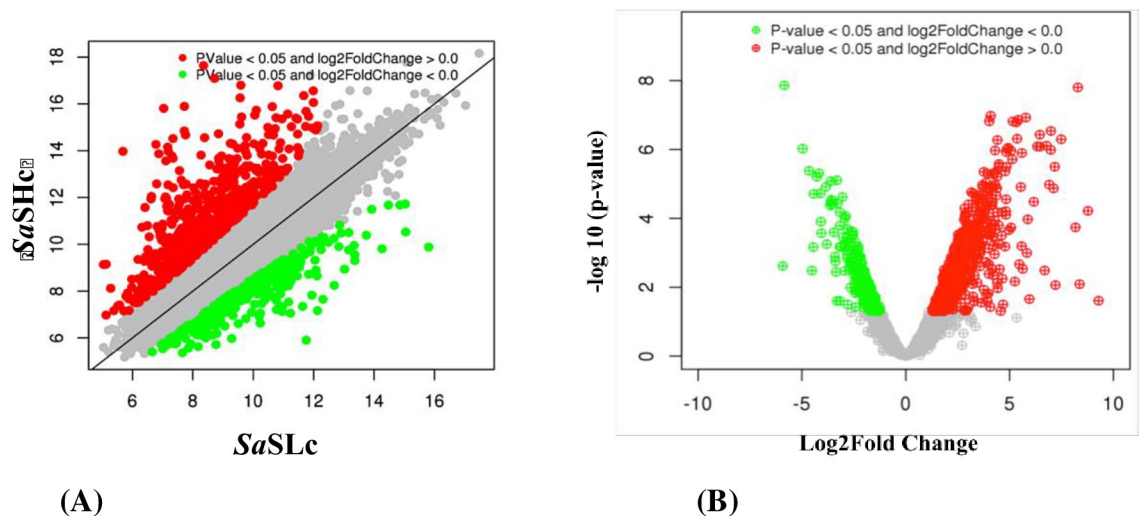 PValue < 0.05 and log2FoldChange > 0.0
PValue < 0.05 and log2FoldChange < 0.0
18
16
14
12
10
8
6
SaSHc
6 8 10 12 14 16
SaSLc
(A)
P-value < 0.05 and log2FoldChange < 0.0
P-value < 0.05 and log2FoldChange > 0.0
8
6
4
2
0
-log 10 (p-value)
-10 -5 0 5 10
Log2Fold Change
(B)